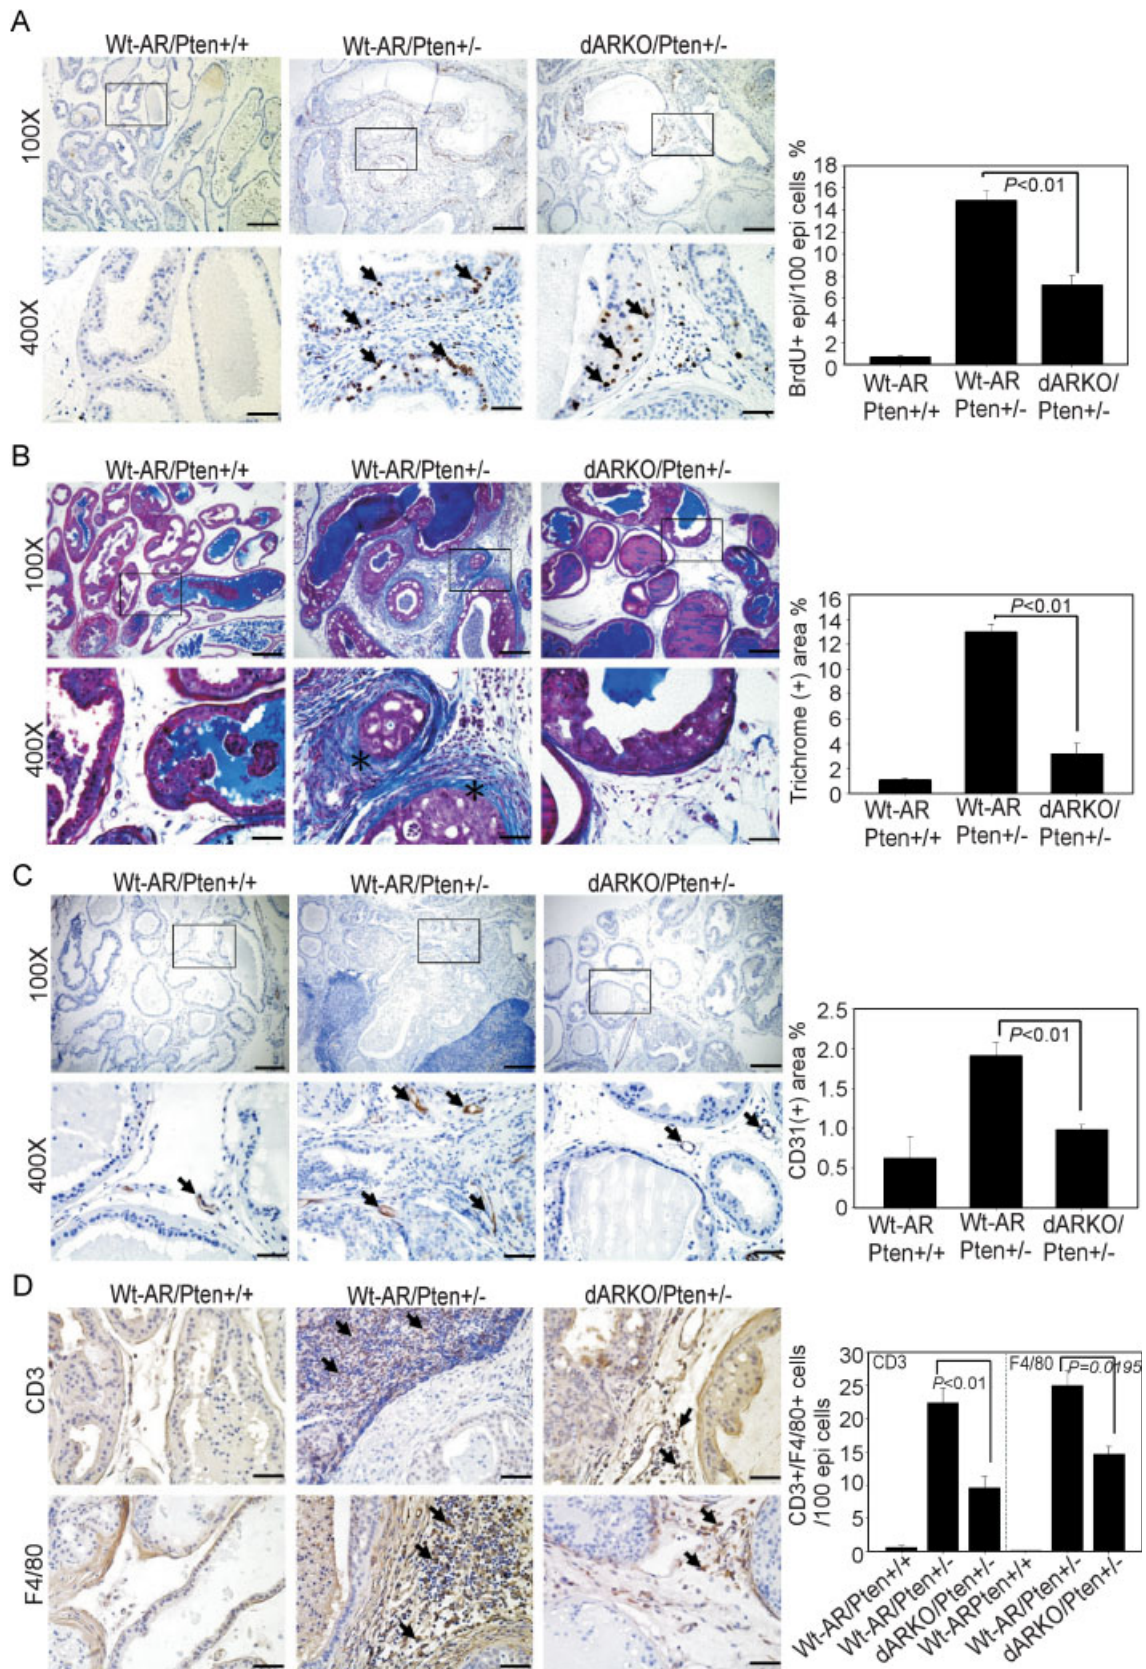 A
Wt-AR/Pten+/+
Wt-AR/Pten+/-
dARKO/Pten+/-
100X
400X
BrdU+ epi/100 epi cells %
18
16
14
12
10
8
6
4
2
0
P<0.01
Wt-AR
Pten+/+
Wt-AR
Pten+/-
dARKO/
Pten+/-
B
Wt-AR/Pten+/+
Wt-AR/Pten+/-
dARKO/Pten+/-
100X
400X
*
*
Trichrome (+) area %
16
14
12
10
8
6
4
2
0
P<0.01
Wt-AR
Pten+/+
Wt-AR
Pten+/-
dARKO/
Pten+/-
C
Wt-AR/Pten+/+
Wt-AR/Pten+/-
dARKO/Pten+/-
100X
400X
CD31(+) area %
2.5
2.0
1.5
1.0
0.5
0
P<0.01
Wt-AR
Pten+/+
Wt-AR
Pten+/-
dARKO/
Pten+/-
D
Wt-AR/Pten+/+
Wt-AR/Pten+/-
dARKO/Pten+/-
CD3
F4/80
CD3+/F4/80+ cells
/100 epi cells
30
25
20
15
10
5
0
CD3
F4/80
P<0.01
P=0.0195
Wt-AR/Pten+/+
Wt-AR/Pten+/-
dARKO/Pten+/-
Wt-ARPten+/+
Wt-AR/Pten+/-
dARKO/Pten+/-